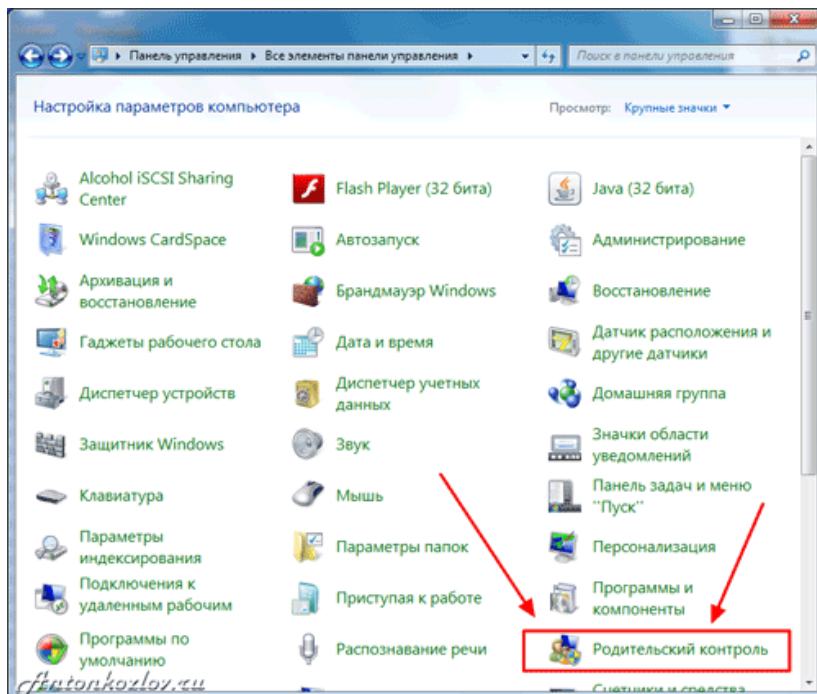 Панель управления ▸ Все элементы панели управления ▸
Поиск в панели управления
Настройка параметров компьютера
Просмотр: Крупные значки
Alcohol iSCSI Sharing
Center
Flash Player (32 бита)
Java (32 бита)
Windows CardSpace
Автозапуск
Администрирование
Архивация и
восстановление
Брандмауэр Windows
Восстановление
Гаджеты рабочего стола
Дата и время
Датчик расположения и
другие датчики
Диспетчер устройств
Диспетчер учетных
данных
Домашняя группа
Защитник Windows
Звук
Значки области
уведомлений
Клавиатура
Мышь
Панель задач и меню
"Пуск"
Параметры
индексирования
Параметры папок
Персонализация
Подключения к
удаленным рабочим
Приступая к работе
Программы и
компоненты
Программы по
умолчанию
Распознавание речи
Родительский контроль
Счетчики и средства
Antonkozlov.ru